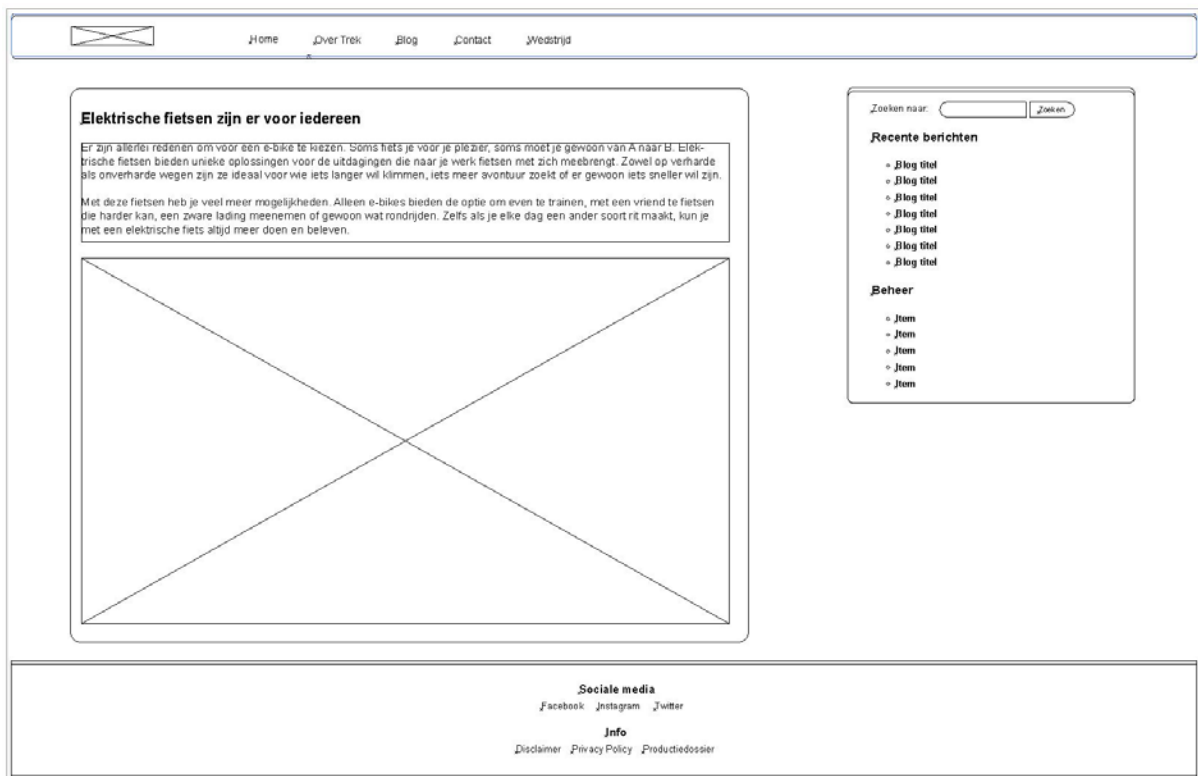 Home Over Trek Blog Contact Wedstrijd
Elektrische fietsen zijn er voor iedereen
Er zijn allerlei redenen om voor een e-bike te kiezen. Soms fiets je voor je plezier, soms moet je gewoon van A naar B. Elek-
trische fietsen bieden unieke oplossingen voor de uitdagingen die naar je werk fietsen met zich meebrengt. Zowel op verharde
als onverharde wegen zijn ze ideaal voor wie iets langer wil klimmen, iets meer avontuur zoekt of er gewoon iets sneller wil zijn.
Met deze fietsen heb je veel meer mogelijkheden. Alleen e-bikes bieden de optie om even te trainen, met een vriend te fietsen
die harder kan, een zware lading meenemen of gewoon wat rondrijden. Zelfs als je elke dag een ander soort rit maakt, kun je
met een elektrische fiets altijd meer doen en beleven.
Zoeken naar: Zoeken
Recente berichten
Blog titel
Blog titel
Blog titel
Blog titel
Blog titel
Blog titel
Blog titel
Beheer
Item
Item
Item
Item
Item
Sociale media
Facebook Instagram Twitter
Info
Disclaimer Privacy Policy Productiedossier